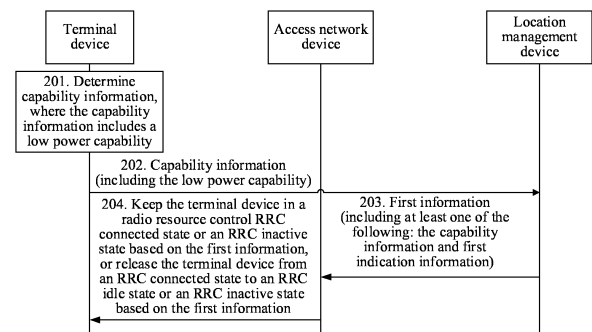 Terminal
device
Access network
device
Location
management
device
201. Determine
capability information,
where the capability
information includes a
low power capability
202. Capability information
(including the low power capability)
203. First information
(including at least one of the
following: the capability
information and first
indication information)
204. Keep the terminal device in a
radio resource control RRC
connected state or an RRC inactive
state based on the first information,
or release the terminal device from
an RRC connected state to an RRC
idle state or an RRC inactive state
based on the first information